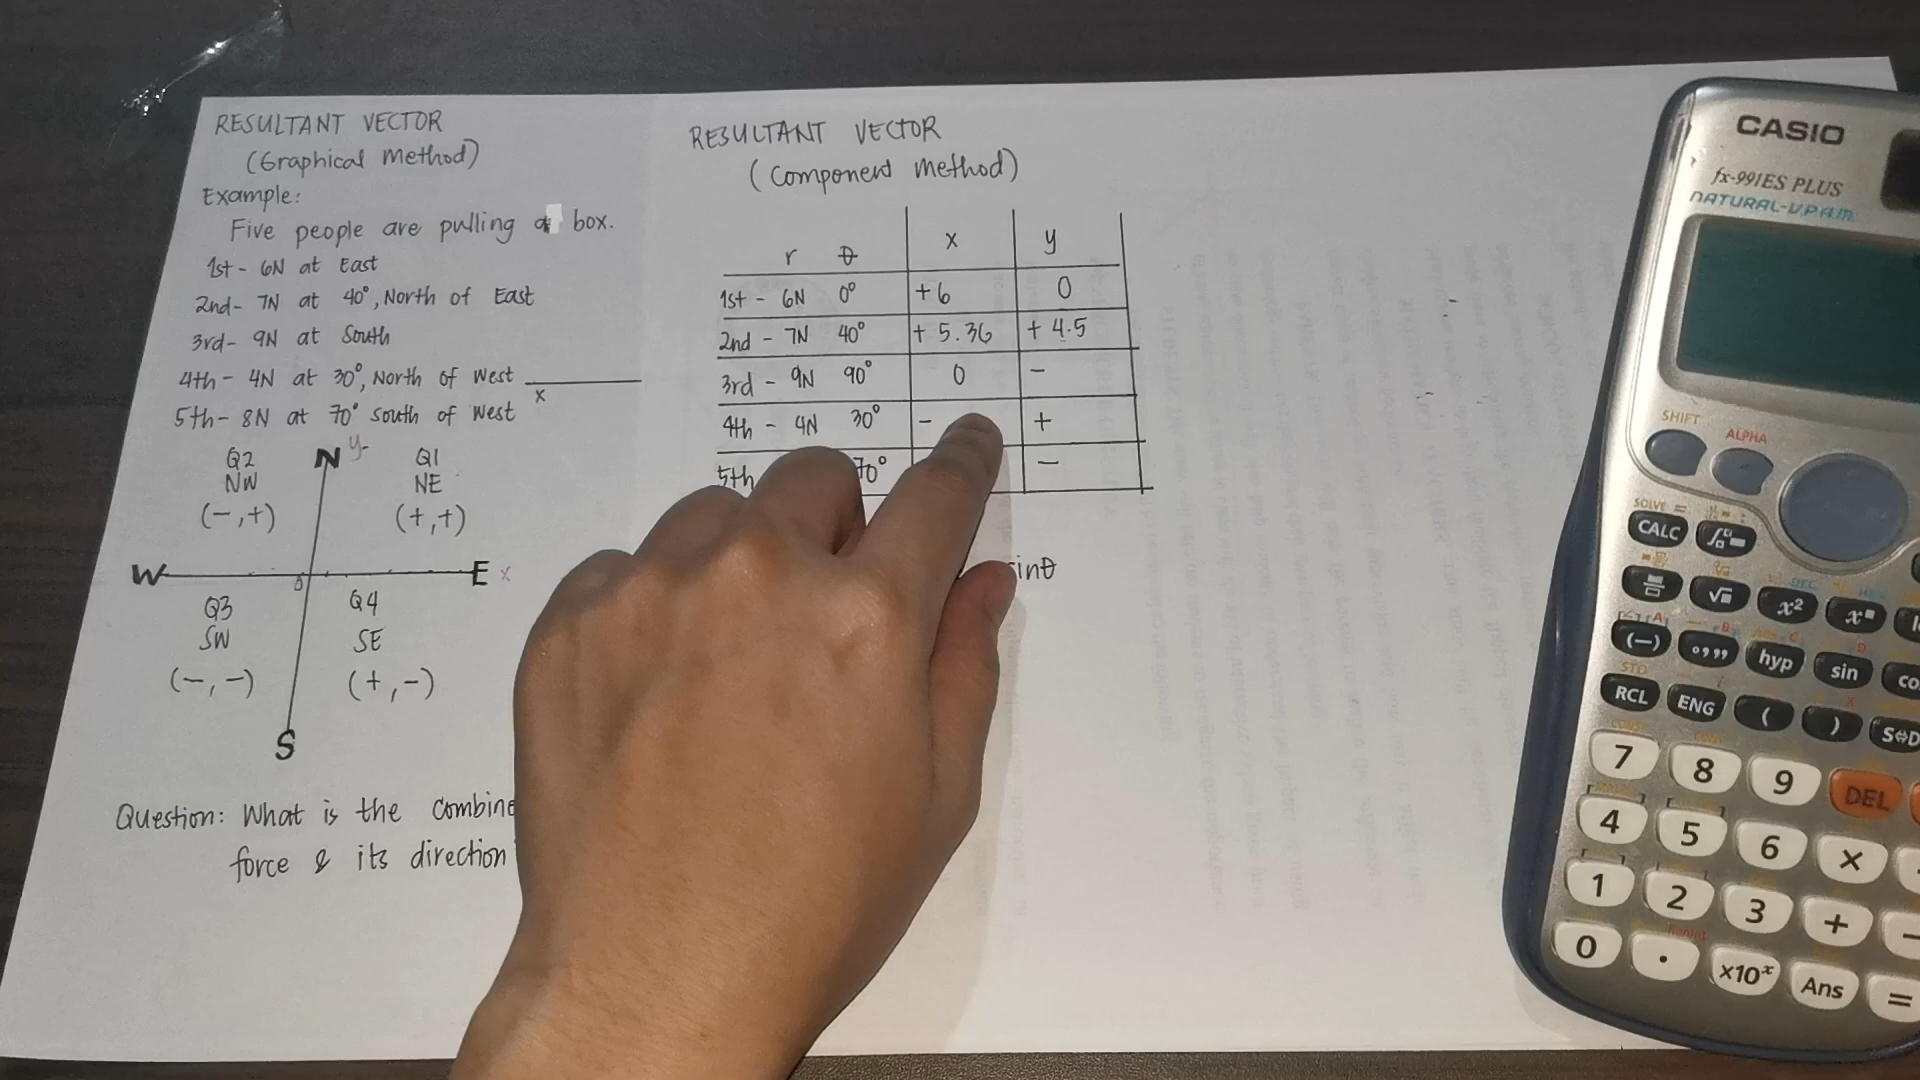 RESULTANT VECTOR
(Graphical Method)
Example:
Five people are pulling a box.
1st - 6N at East
2nd- 7N at 40°, North of East
3rd- 9N at South
4th - 4N at 30°, North of West
x
5th- 8N at 70° South of West
Q2
NW
(-,+)
N
y
Q1
NE
(+,+)
W
E x
Q3
SW
(-,-)
Q4
SE
(+,-)
S
Question: What is the
force & its direction
RESULTANT VECTOR
(Component Method)
r θ x y
1st - 6N 0° +6 0
2nd - 7N 40° + 5.36 + 4.5
3rd - 9N 90° 0 -
4th - 4N 30° - +
5th 70° -
inθ
CASIO
fx-991ES PLUS
NATURAL-V.P.A.M.
SHIFT ALPHA
SOLVE =
CALC
√ x² x
(-) hyp sin
STO
RCL ENG ( ) S⇔D
7 8 9 DEL
4 5 6 ×
1 2 3 + -
0 . ×10ˣ Ans =